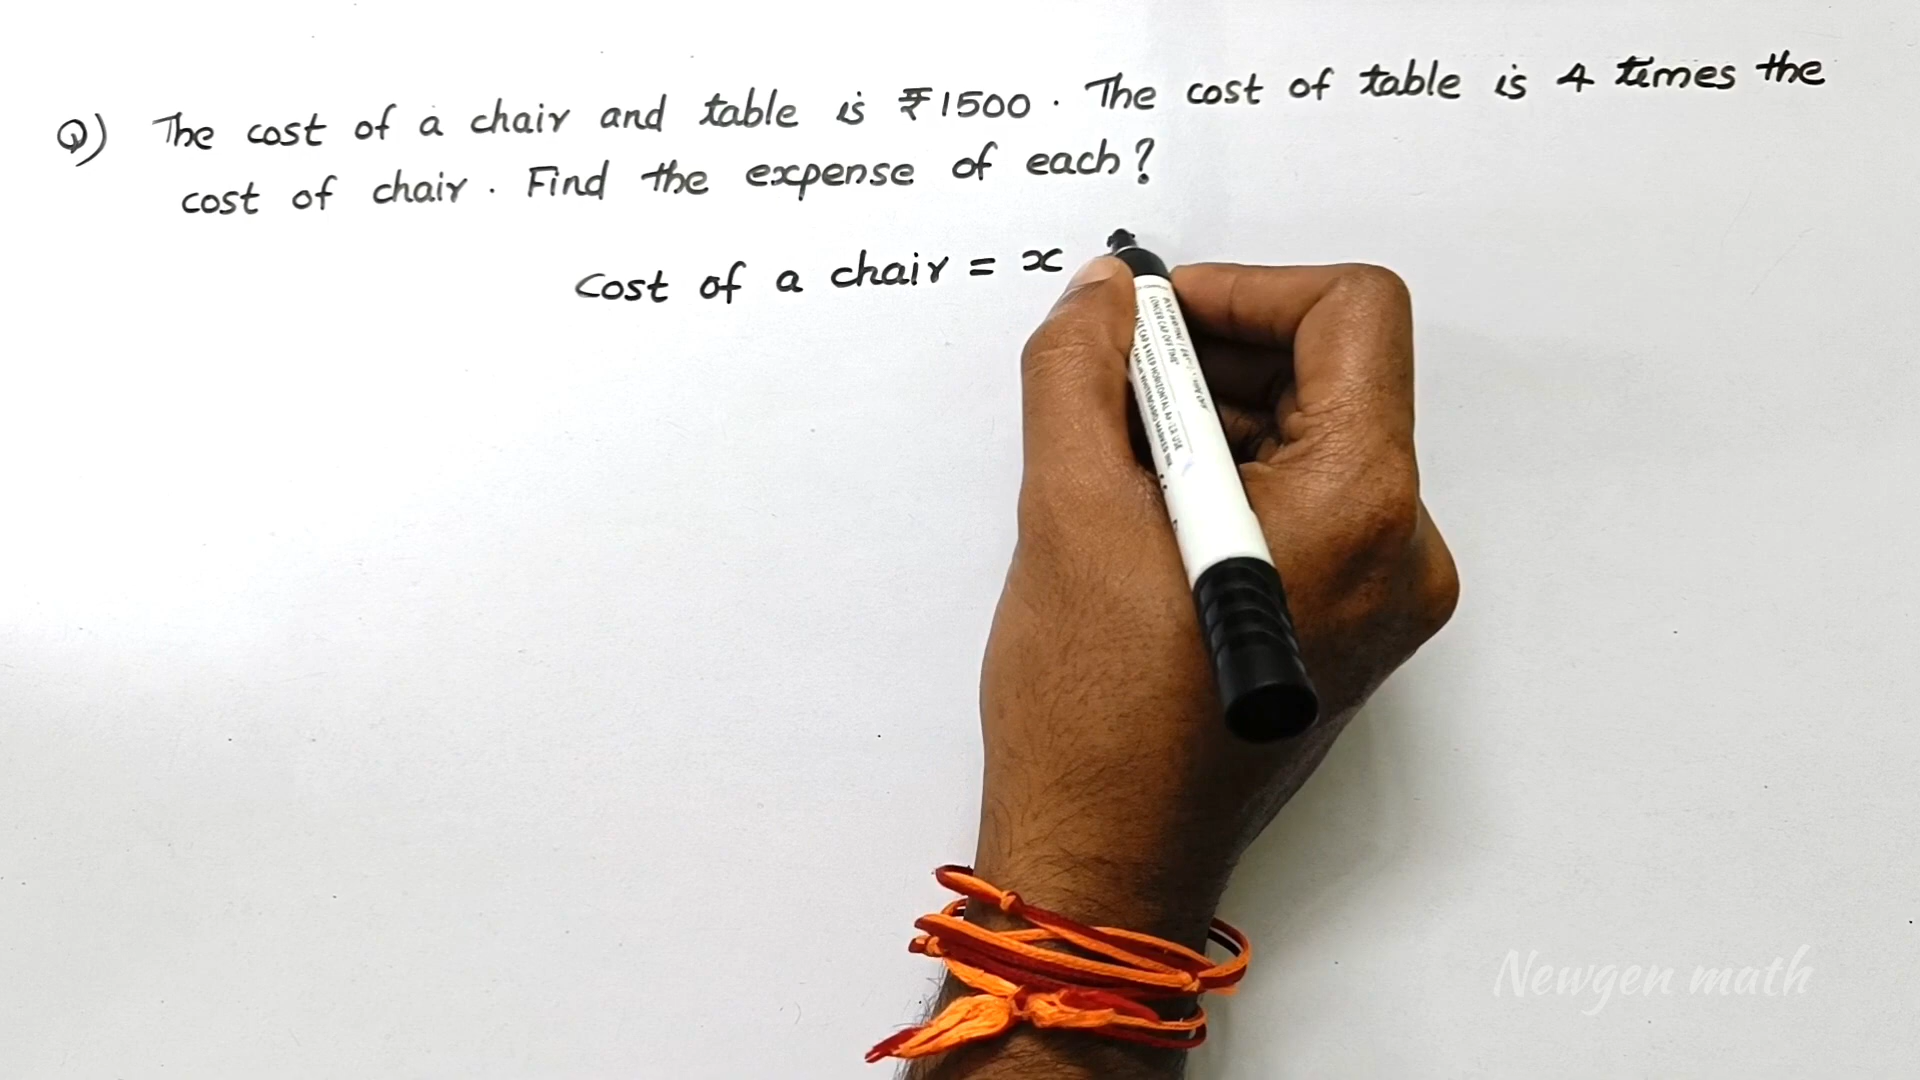 Q) The cost of a chair and table is ₹1500. The cost of table is 4 times the
cost of chair. Find the expense of each?
Cost of a chair = x
Newgen math